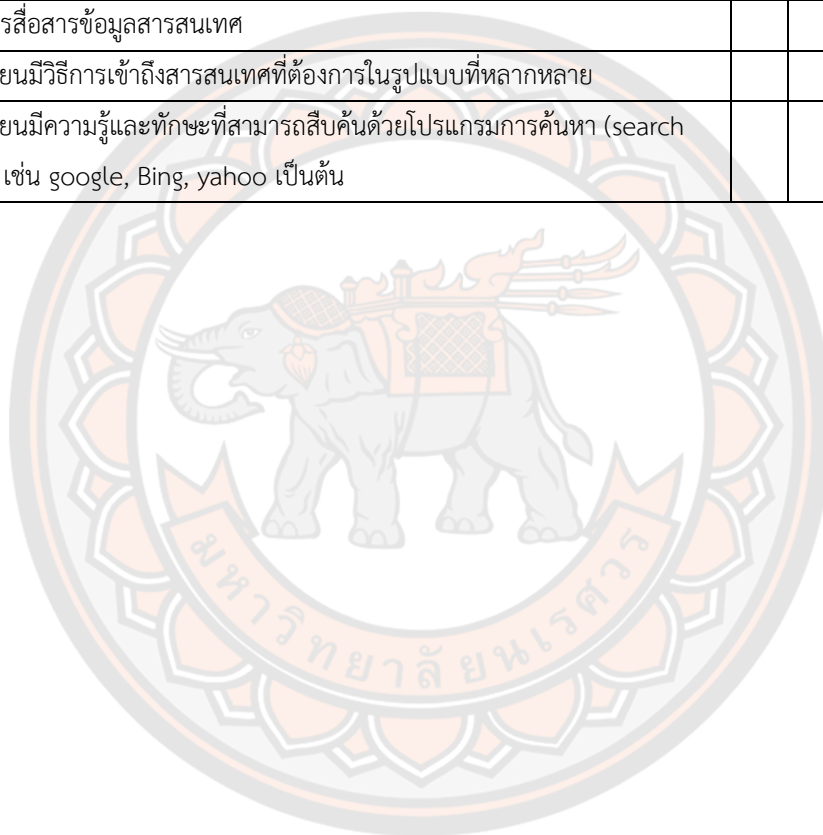 รสื่อสารข้อมูลสารสนเทศ
ยนมีวิธีการเข้าถึงสารสนเทศที่ต้องการในรูปแบบที่หลากหลาย
ยนมีความรู้และทักษะที่สามารถสืบค้นด้วยโปรแกรมการค้นหา (search
เช่น google, Bing, yahoo เป็นต้น
มหาวิทยาลัยนเรศวร